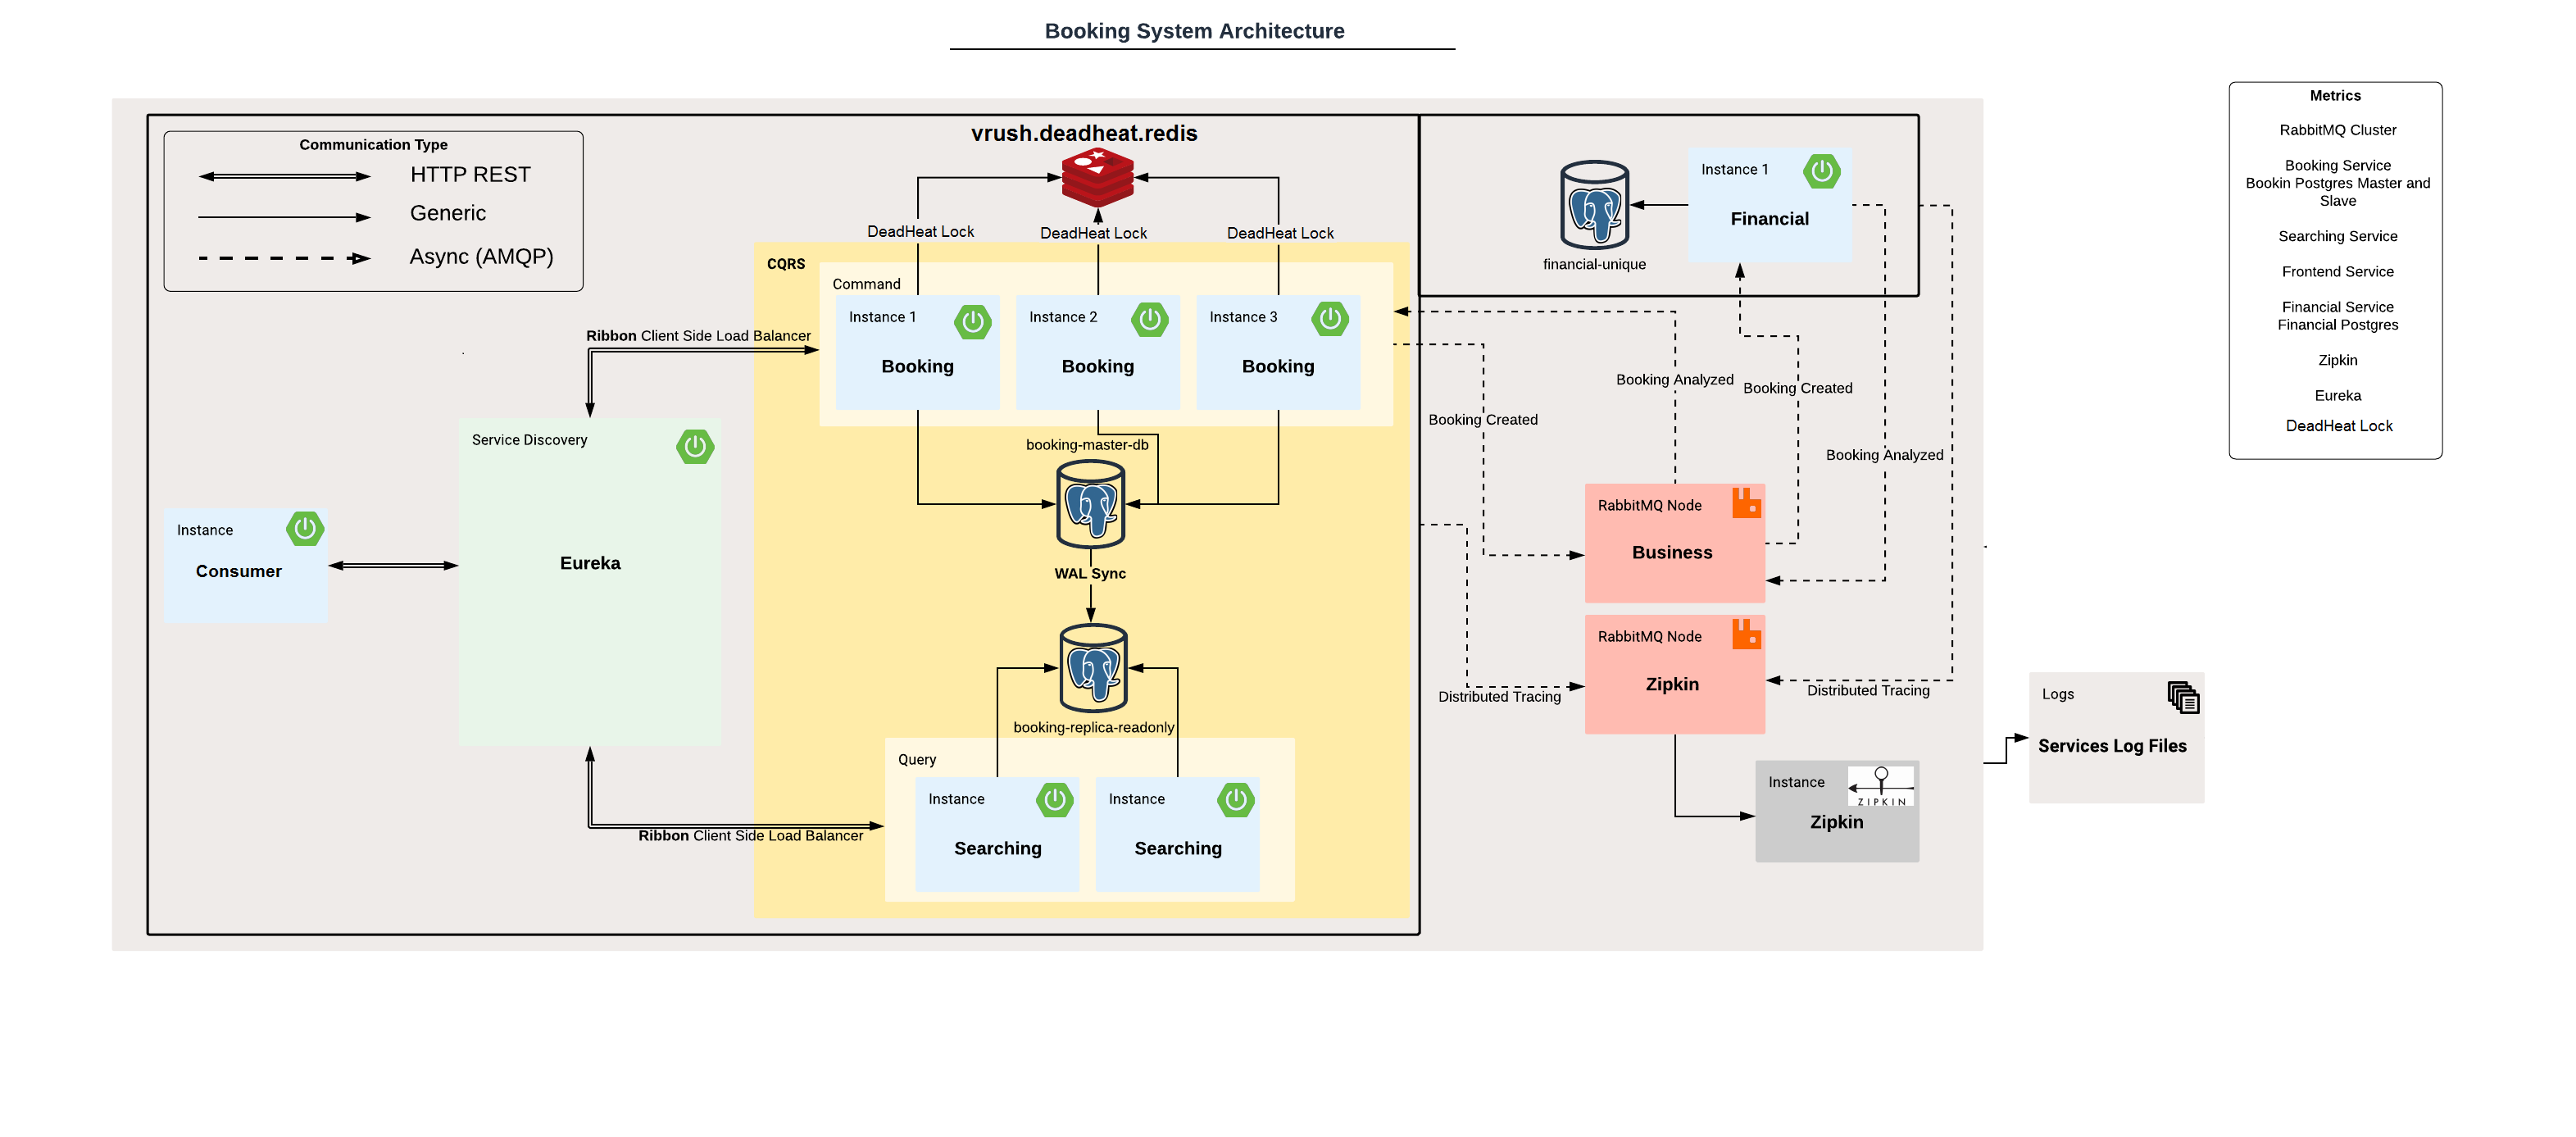 Booking System Architecture
Communication Type
HTTP REST
Generic
Async (AMQP)
vrush.deadheat.redis
DeadHeat Lock
DeadHeat Lock
DeadHeat Lock
CQRS
Command
Instance 1
Booking
Instance 2
Booking
Instance 3
Booking
Ribbon Client Side Load Balancer
Service Discovery
Eureka
Instance
Consumer
booking-master-db
WAL Sync
booking-replica-readonly
Query
Instance
Searching
Instance
Searching
Ribbon Client Side Load Balancer
financial-unique
Instance 1
Financial
Booking Analyzed
Booking Created
Booking Created
Booking Analyzed
RabbitMQ Node
Business
RabbitMQ Node
Zipkin
Distributed Tracing
Distributed Tracing
Instance
ZIPKIN
Zipkin
Logs
Services Log Files
Metrics
RabbitMQ Cluster
Booking Service
Bookin Postgres Master and
Slave
Searching Service
Frontend Service
Financial Service
Financial Postgres
Zipkin
Eureka
DeadHeat Lock